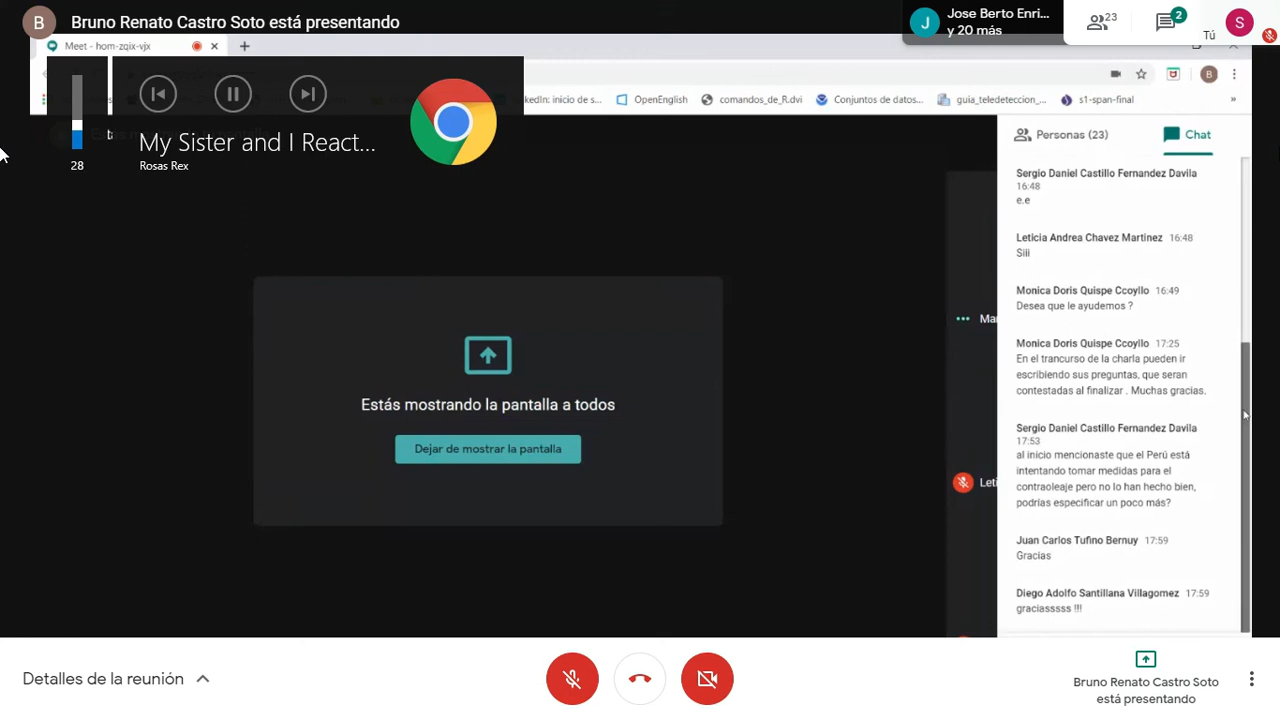 B Bruno Renato Castro Soto está presentando
J Jose Berto Enri...
y 20 más
23
2
Tú
S
Meet - hom-zqix-vjx
B
inkedIn: inicio de s...
OpenEnglish
comandos_de_R.dvi
Conjuntos de datos...
guia_teledeteccion_...
s1-span-final
»
28
My Sister and I React...
Rosas Rex
Personas (23)
Chat
Sergio Daniel Castillo Fernandez Davila
16:48
e.e
Leticia Andrea Chavez Martinez 16:48
Siii
Monica Doris Quispe Ccoyllo 16:49
Desea que le ayudemos ?
Monica Doris Quispe Ccoyllo 17:25
En el trancurso de la charla pueden ir
escribiendo sus preguntas, que seran
contestadas al finalizar . Muchas gracias.
Sergio Daniel Castillo Fernandez Davila
17:53
al inicio mencionaste que el Perú está
intentando tomar medidas para el
contraoleaje pero no lo han hecho bien,
podrías especificar un poco más?
Juan Carlos Tufino Bernuy 17:59
Gracias
Diego Adolfo Santillana Villagomez 17:59
graciasssss !!!
Estás mostrando la pantalla a todos
Dejar de mostrar la pantalla
Mar
Leti
Detalles de la reunión
Bruno Renato Castro Soto
está presentando